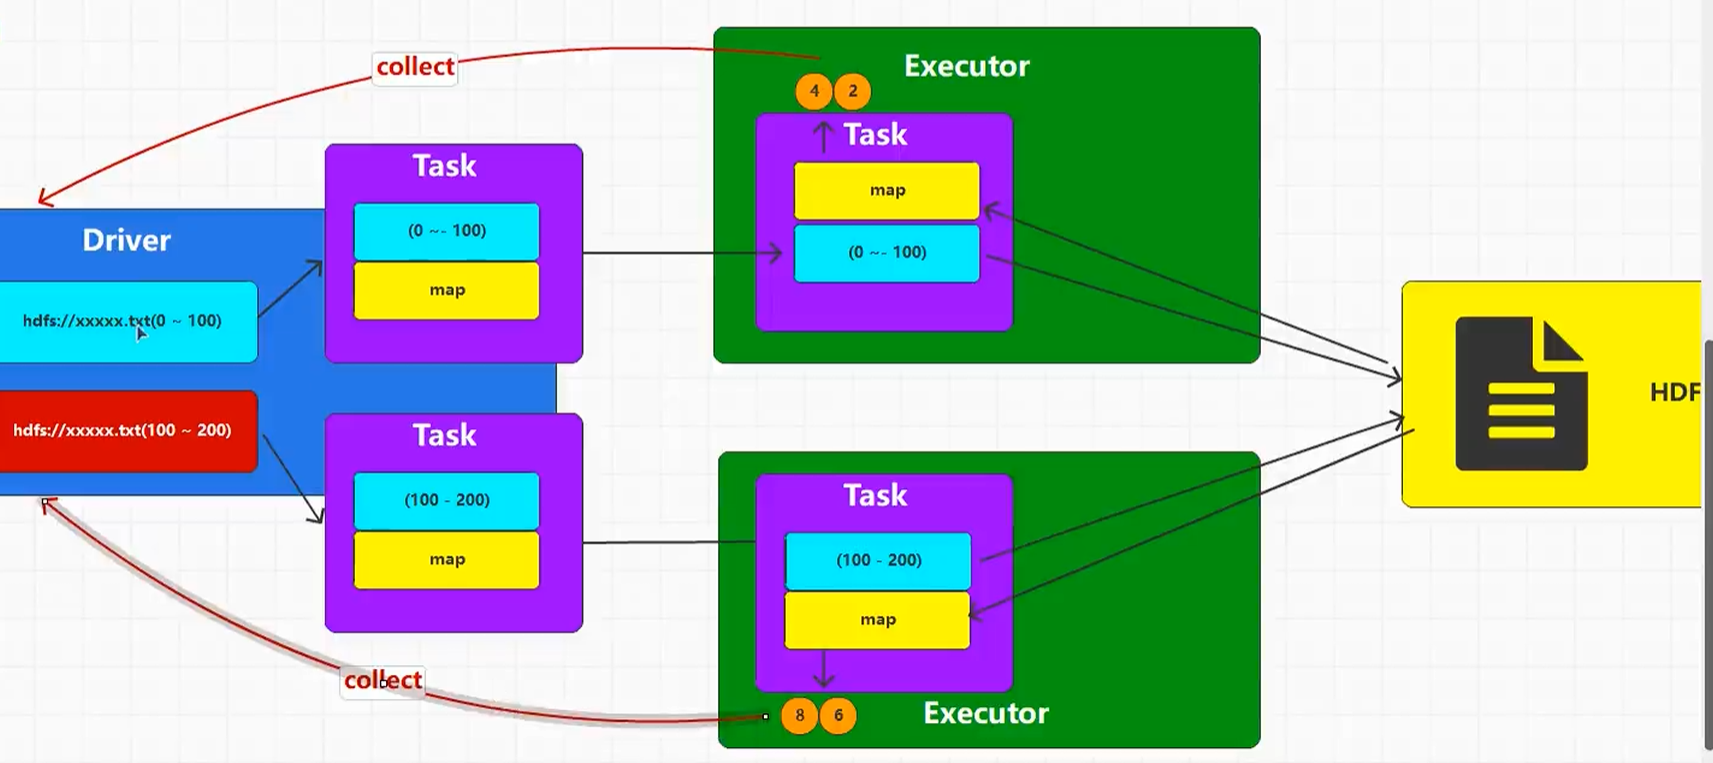 collect
Executor
4
2
Task
map
(0 ~- 100)
Task
(0 ~- 100)
map
Driver
hdfs://xxxxx.txt(0 ~ 100)
hdfs://xxxxx.txt(100 ~ 200)
HDF
Task
(100 - 200)
map
Task
(100 - 200)
map
collect
8
6
Executor